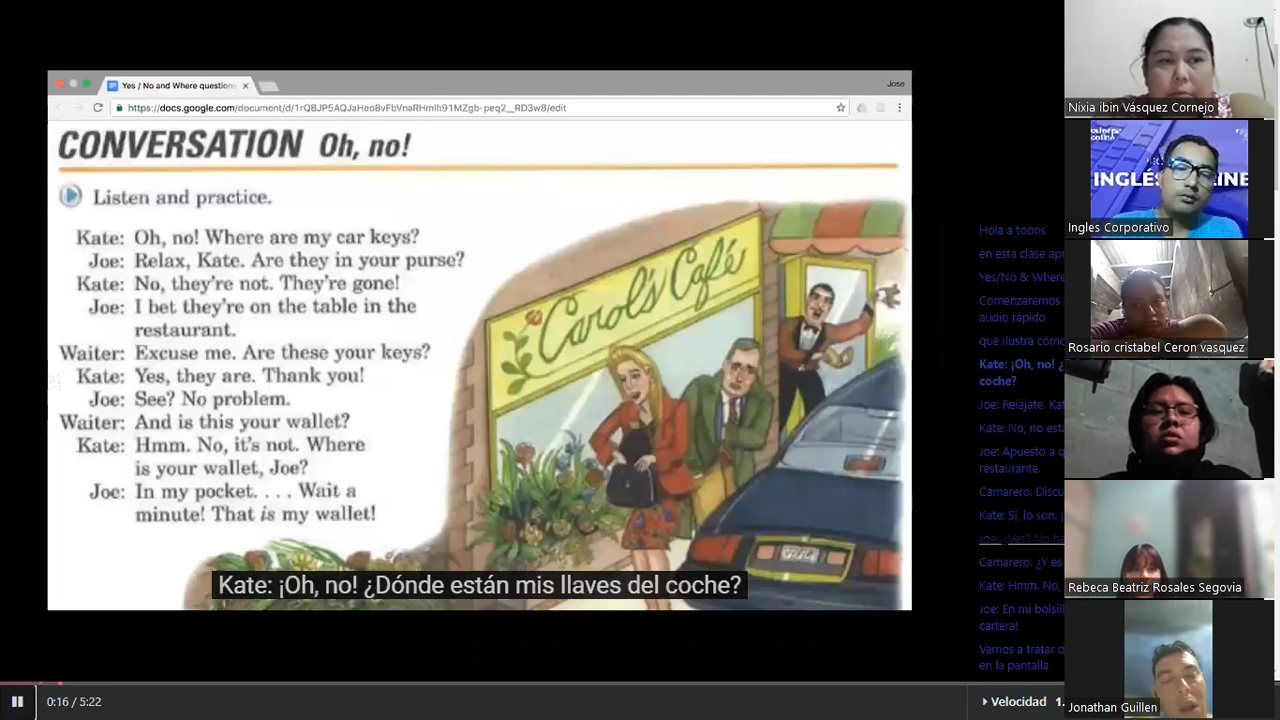 Yes / No and Where question
Jose
https://docs.google.com/document/d/1rQBJP5AQJaHeo8vFbVnaRHmlh91MZgb-peq2__RD3w8/edit
CONVERSATION Oh, no!
Listen and practice.
Kate: Oh, no! Where are my car keys?
Joe: Relax, Kate. Are they in your purse?
Kate: No, they're not. They're gone!
Joe: I bet they're on the table in the
restaurant.
Waiter: Excuse me. Are these your keys?
Kate: Yes, they are. Thank you!
Joe: See? No problem.
Waiter: And is this your wallet?
Kate: Hmm. No, it's not. Where
is your wallet, Joe?
Joe: In my pocket. . . . Wait a
minute! That is my wallet!
Carol's Café
Kate: ¡Oh, no! ¿Dónde están mis llaves del coche?
Hola a todos
en esta clase
Yes/No & Where
Comenzaremos
audio rápido
que ilustra
Kate: ¡Oh, no!
coche?
Joe: Relájate.
Kate: No, no
Joe: Apuesto a
restaurante.
Camarero:
Kate: Sí, lo son.
Joe: ¿Ves? No
Camarero: ¿Y
Kate: Hmm. No,
Joe: En mi
cartera!
Vamos a tratar
en la pantalla
0:16 / 5:22
Velocidad 1.
Nixia ibin Vásquez Cornejo
INGLÉS
Ingles Corporativo
Rosario cristabel Ceron vasquez
Rebeca Beatriz Rosales Segovia
Jonathan Guillen